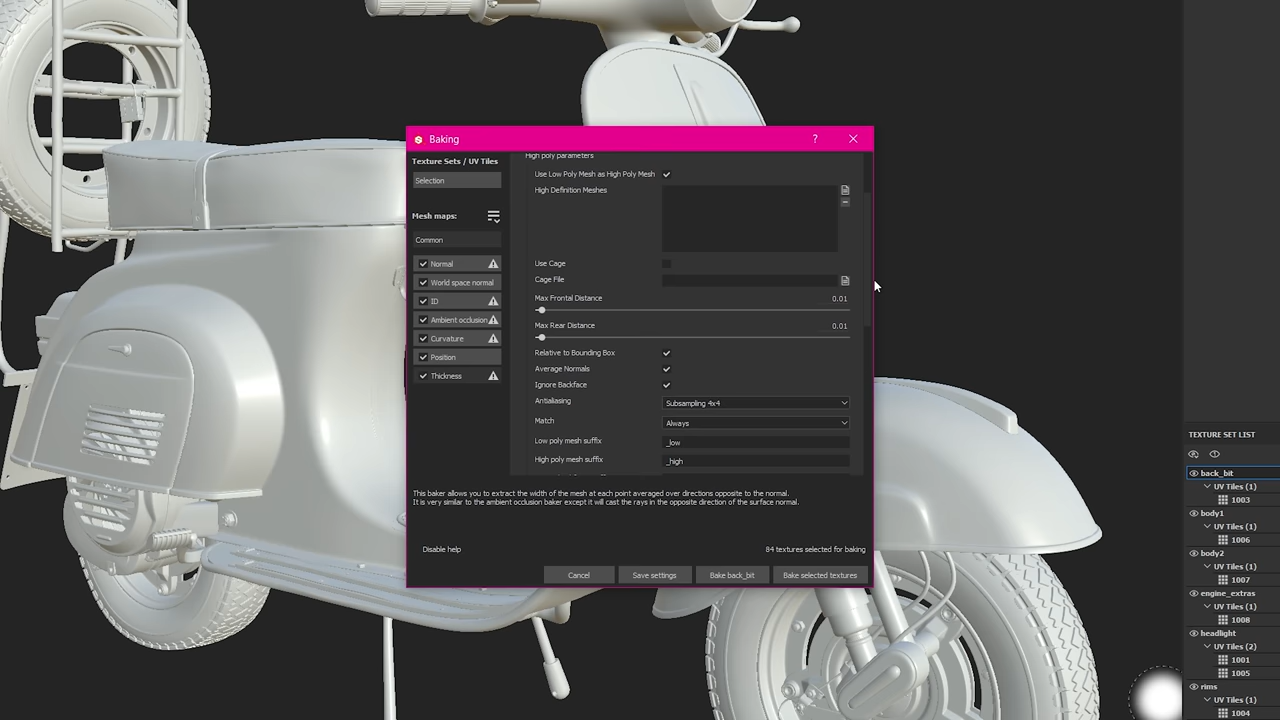 Baking
?
Texture Sets / UV Tiles
Selection
Mesh maps:
Common
Normal
World space normal
ID
Ambient occlusion
Curvature
Position
Thickness
High poly parameters
Use Low Poly Mesh as High Poly Mesh
High Definition Meshes
Use Cage
Cage File
Max Frontal Distance 0.01
Max Rear Distance 0.01
Relative to Bounding Box
Average Normals
Ignore Backface
Antialiasing Subsampling 4x4
Match Always
Low poly mesh suffix _low
High poly mesh suffix _high
This baker allows you to extract the width of the mesh at each point averaged over directions opposite to the normal.
It is very similar to the ambient occlusion baker except it will cast the rays in the opposite direction of the surface normal.
Disable help
84 textures selected for baking
Cancel
Save settings
Bake back_bit
Bake selected textures
TEXTURE SET LIST
back_bit
UV Tiles (1)
1003
body1
UV Tiles (1)
1006
body2
UV Tiles (1)
1007
engine_extras
UV Tiles (1)
1008
headlight
UV Tiles (2)
1001
1005
rims
UV Tiles (1)
1004